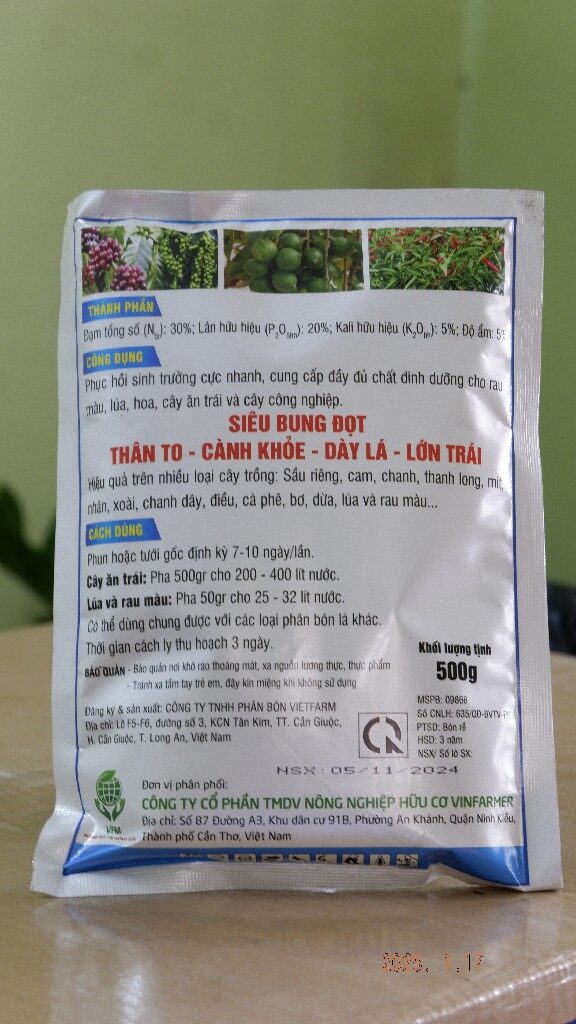 THÀNH PHẦN
Đạm tổng số (Nts): 30%; Lân hữu hiệu (P2O5hh): 20%; Kali hữu hiệu (K2Ohh): 5%; Độ ẩm: 5%
CÔNG DỤNG
Phục hồi sinh trưởng cực nhanh, cung cấp đầy đủ chất dinh dưỡng cho rau
màu, lúa, hoa, cây ăn trái và cây công nghiệp.
SIÊU BUNG ĐỌT
THÂN TO - CÀNH KHỎE - DÀY LÁ - LỚN TRÁI
Hiệu quả trên nhiều loại cây trồng: Sầu riêng, cam, chanh, thanh long, mít,
nhãn, xoài, chanh dây, điều, cà phê, bơ, dừa, lúa và rau màu...
CÁCH DÙNG
Phun hoặc tưới gốc định kỳ 7-10 ngày/lần.
Cây ăn trái: Pha 500gr cho 200 - 400 lít nước.
Lúa và rau màu: Pha 50gr cho 25 - 32 lít nước.
Có thể dùng chung được với các loại phân bón lá khác.
Thời gian cách ly thu hoạch 3 ngày.
BẢO QUẢN - Bảo quản nơi khô ráo thoáng mát, xa nguồn lương thực, thực phẩm
- Tránh xa tầm tay trẻ em, đậy kín miệng khi không sử dụng
Khối lượng tịnh
500g
Đăng ký & sản xuất: CÔNG TY TNHH PHÂN BÓN VIETFARM
Địa chỉ: Lô F5-F6, đường số 3, KCN Tân Kim, TT. Cần Giuộc,
H. Cần Giuộc, T. Long An, Việt Nam
MSPB: 09866
Số CNLH: 635/QĐ-BVTV-PB
PTSD: Bón rễ
HSD: 3 năm
NSX/ Số lô SX:
NSX: 05/11/2024
Đơn vị phân phối:
CÔNG TY CỔ PHẦN TMDV NÔNG NGHIỆP HỮU CƠ VINFARMER
Địa chỉ: Số 87 Đường A3, Khu dân cư 91B, Phường An Khánh, Quận Ninh Kiều,
Thành phố Cần Thơ, Việt Nam
2025. 1.17